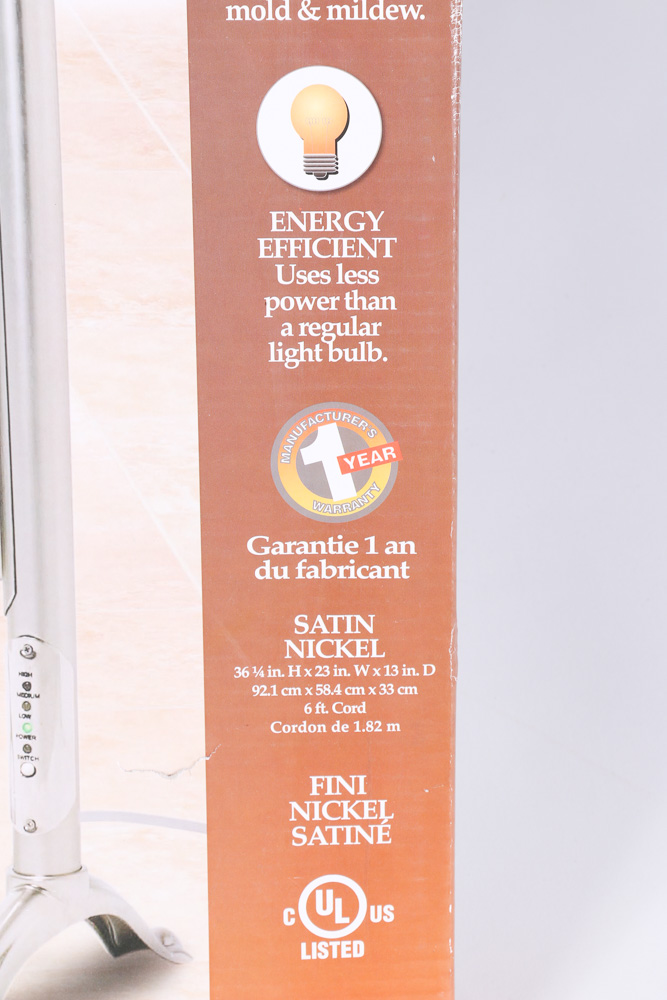 mold & mildew.
ENERGY
EFFICIENT
Uses less
power than
a regular
light bulb.
MANUFACTURER'S
1
YEAR
WARRANTY
Garantie 1 an
du fabricant
SATIN
NICKEL
36 ¼ in. H x 23 in. W x 13 in. D
92.1 cm x 58.4 cm x 33 cm
6 ft. Cord
Cordon de 1.82 m
FINI
NICKEL
SATINÉ
C UL US
LISTED
HIGH
MEDIUM
LOW
POWER
SWITCH